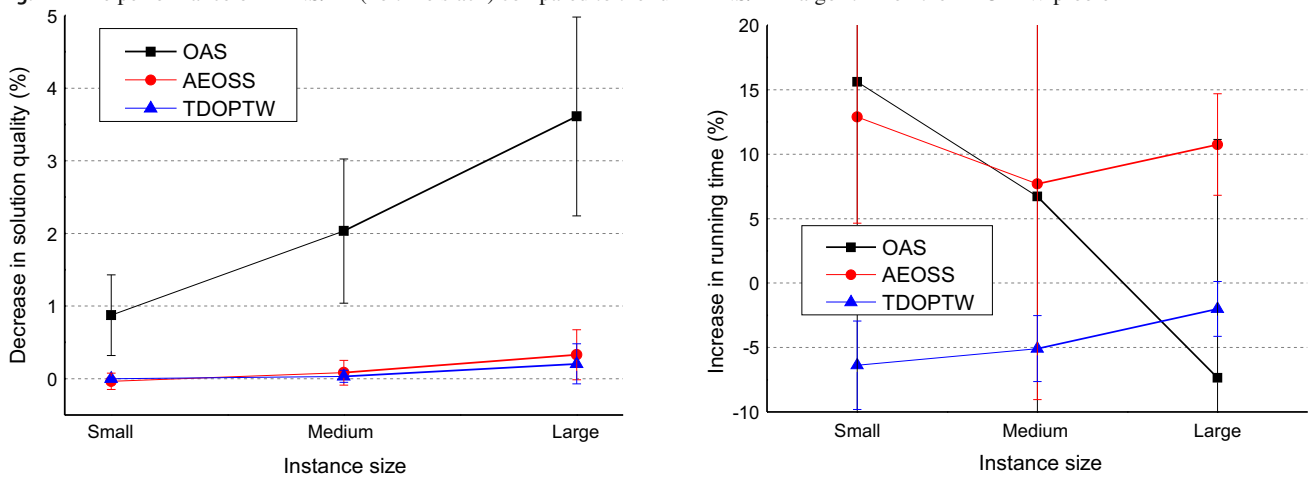 5
4
3
2
1
0
Decrease in solution quality (%)
OAS
AEOSS
TDOPTW
Small Medium Large
Instance size
20
15
10
5
0
-5
-10
Increase in running time (%)
OAS
AEOSS
TDOPTW
Small Medium Large
Instance size